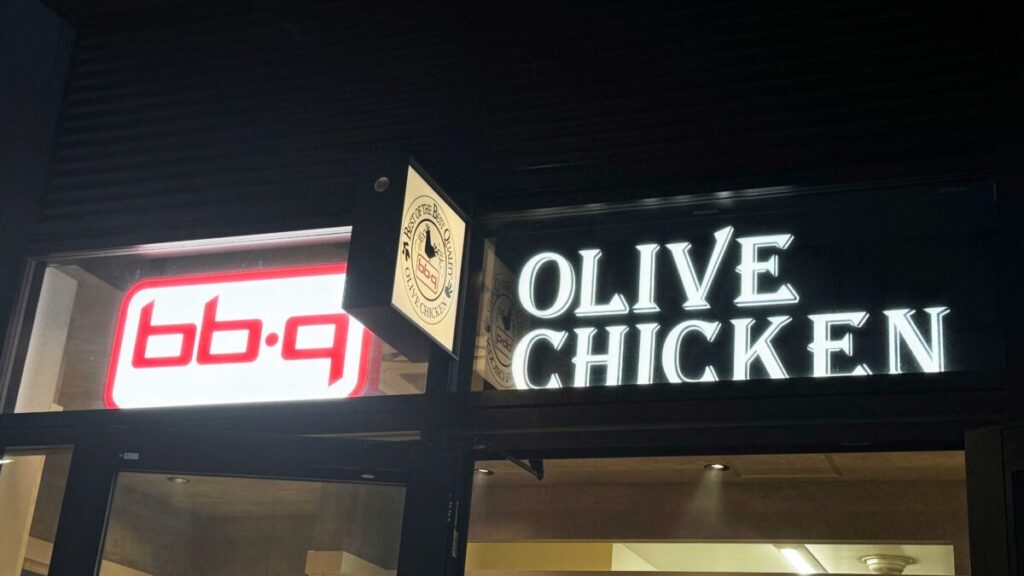 bb.q
BEST OF THE BEST QUALITY
bb.q
OLIVE CHICKEN
OLIVE
CHICKEN